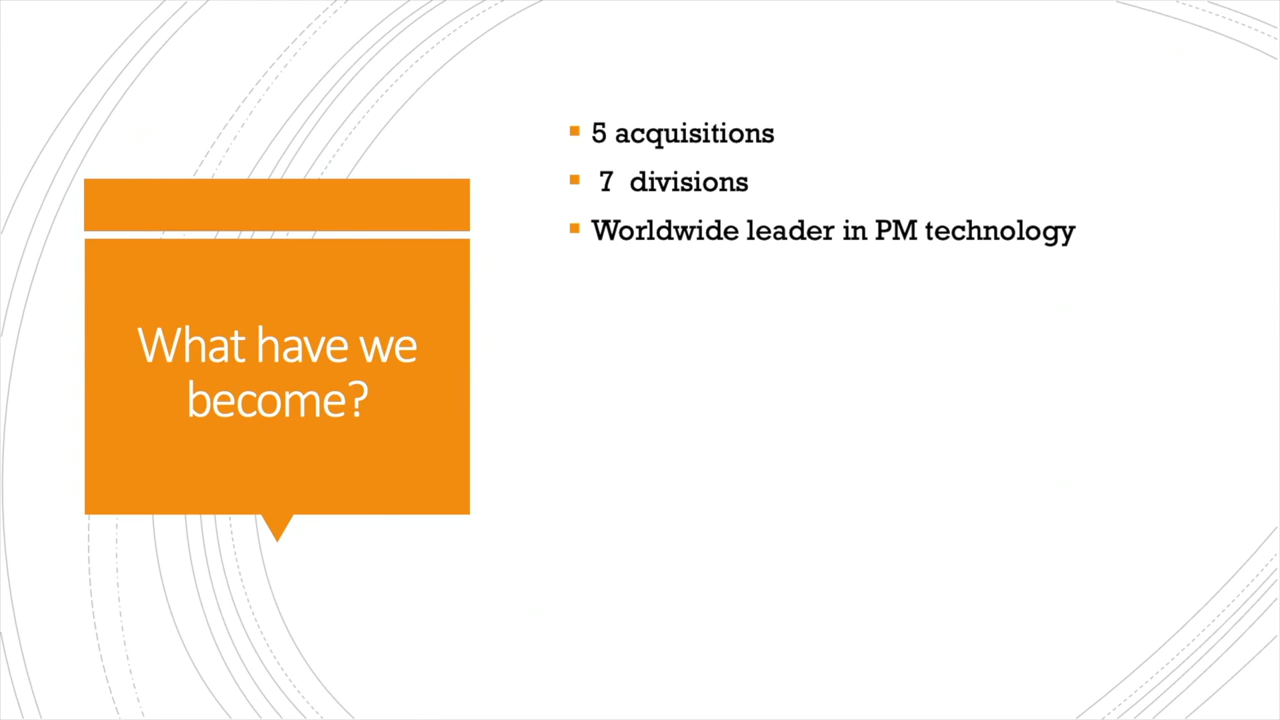 What have we
become?
5 acquisitions
7 divisions
Worldwide leader in PM technology